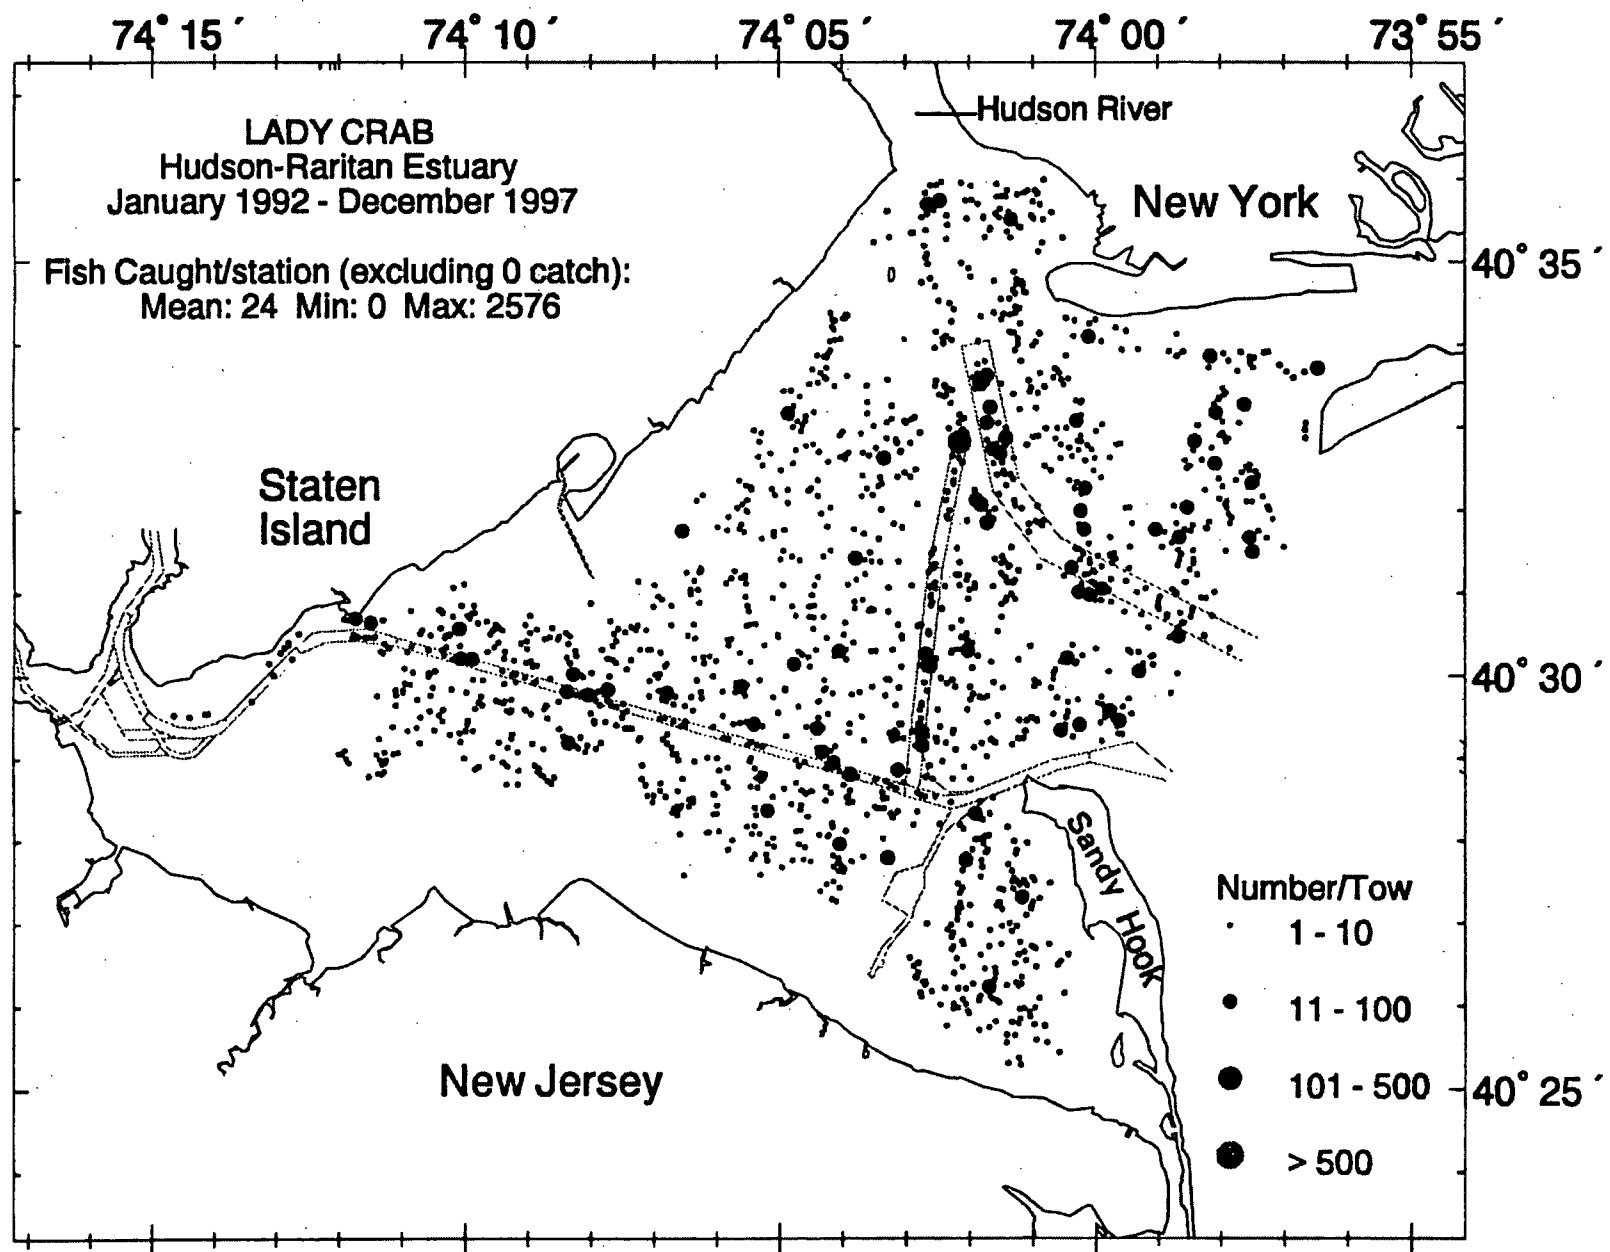 74° 15´ 74° 10´ 74° 05´ 74° 00´ 73° 55´
Hudson River
LADY CRAB
Hudson-Raritan Estuary
January 1992 - December 1997
New York
Fish Caught/station (excluding 0 catch):
Mean: 24 Min: 0 Max: 2576
40° 35´
Staten
Island
40° 30´
Sandy Hook
Number/Tow
1 - 10
11 - 100
New Jersey
101 - 500
40° 25´
> 500